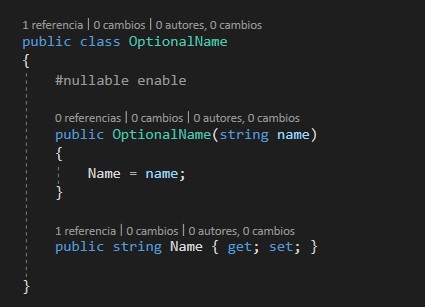 1 referencia | 0 cambios | 0 autores, 0 cambios
public class OptionalName
{
#nullable enable
0 referencias | 0 cambios | 0 autores, 0 cambios
public OptionalName(string name)
{
Name = name;
}
1 referencia | 0 cambios | 0 autores, 0 cambios
public string Name { get; set; }
}